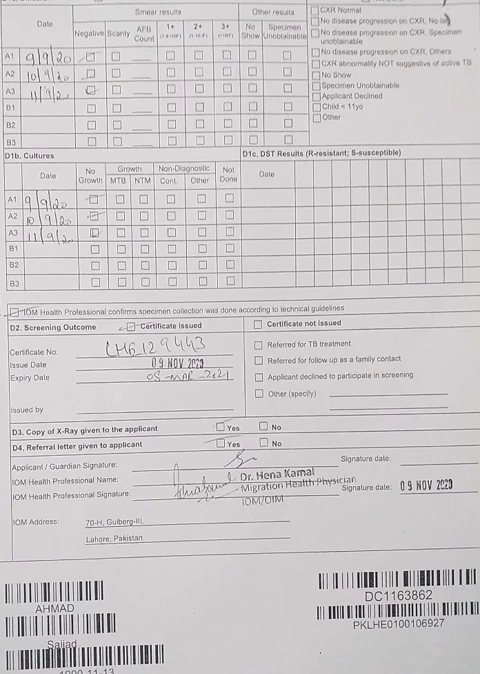 Smear results
Other results
Date
Negative
Scanty
AFB Count
1+
2+
3+
No Show
Specimen Unobtainable
CXR Normal
No disease progression on CXR, No
No disease progression on CXR, Specimen unobtainable
No disease progression on CXR, Others
CXR abnormality NOT suggestive of active TB
No Show
Specimen Unobtainable
Applicant Declined
Child < 11yo
Other
A1 9/9/20
A2 10/9/20
A3 11/9/20
B1
B2
B3
D1b. Cultures
D1c. DST Results (R-resistant; S-susceptible)
Date
No Growth
Growth
MTB
NTM
Non-Diagnostic
Cont.
Other
Not Done
Date
A1 9/9/20
A2 10/9/20
A3 11/9/20
B1
B2
B3
IOM Health Professional confirms specimen collection was done according to technical guidelines
D2. Screening Outcome
Certificate Issued
Certificate not Issued
Certificate No.
Issue Date 09 NOV 2020
Expiry Date
Issued by
Referred for TB treatment
Referred for follow up as a family contact
Applicant declined to participate in screening
Other (specify)
D3. Copy of X-Ray given to the applicant Yes No
D4. Referral letter given to applicant Yes No
Applicant / Guardian Signature:
Signature date:
IOM Health Professional Name: Dr. Hena Kamal
Migration Health Physician
IOM/OIM
IOM Health Professional Signature:
Signature date: 09 NOV 2020
IOM Address: 70-H, Gulberg-III,
Lahore, Pakistan
AHMAD
Sajjad
DC1163862
PKLHE0100106927